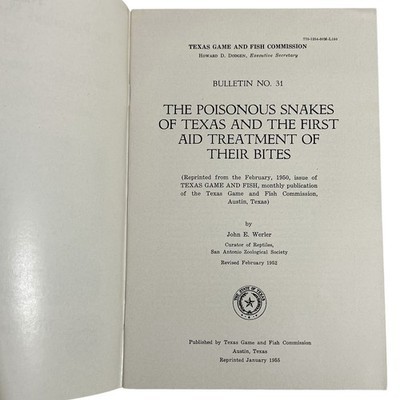 TEXAS GAME AND FISH COMMISSION
Howard D. Dodgen, Executive Secretary
BULLETIN NO. 31
THE POISONOUS SNAKES
OF TEXAS AND THE FIRST
AID TREATMENT OF
THEIR BITES
(Reprinted from the February, 1950, issue of
TEXAS GAME AND FISH, monthly publication
of the Texas Game and Fish Commission,
Austin, Texas)
by
John E. Werler
Curator of Reptiles,
San Antonio Zoological Society
Revised February 1952
Published by Texas Game and Fish Commission
Austin, Texas
Reprinted January 1955